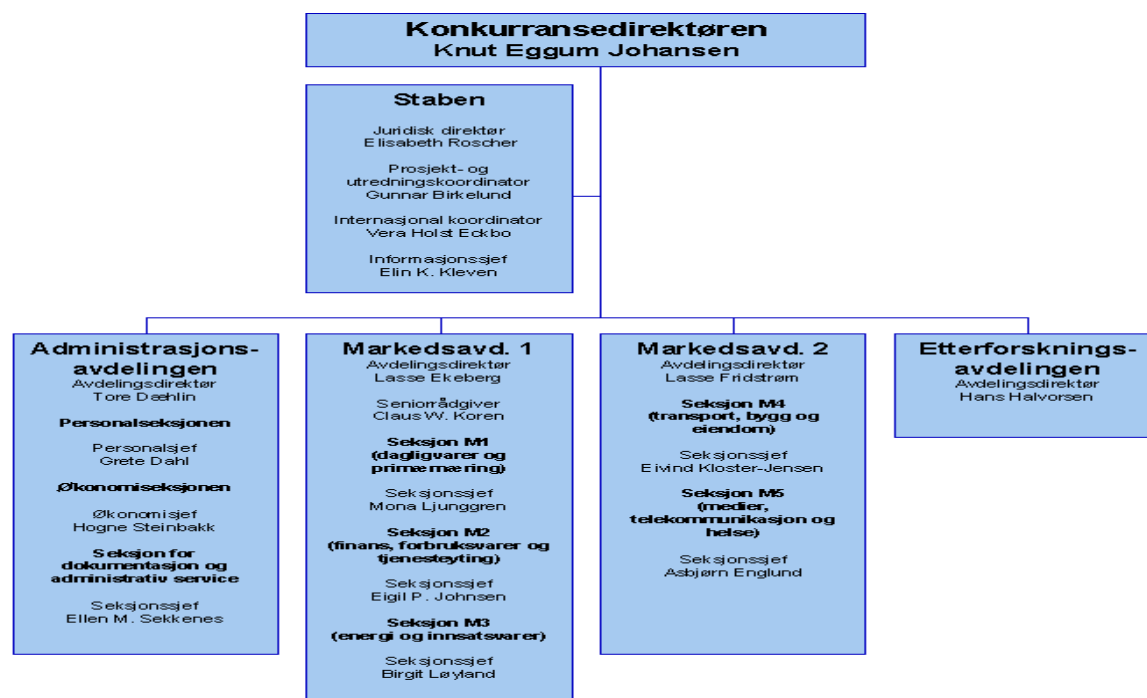 Konkurransedirektøren
Knut Eggum Johansen
Staben
Juridisk direktør
Elisabeth Roscher
Prosjekt- og
utredningskoordinator
Gunnar Birkelund
Internasjonal koordinator
Vera Holst Eckbo
Informasjonssjef
Elin K. Kleven
Administrasjons-
avdelingen
Avdelingsdirektør
Tore Dæhlin
Personalseksjonen
Personalsjef
Grete Dahl
Økonomiseksjonen
Økonomisjef
Hogne Steinbakk
Seksjon for
dokumentasjon og
administrativ service
Seksjonssjef
Ellen M. Sekkenes
Markedsavd. 1
Avdelingsdirektør
Lasse Ekeberg
Seniorrådgiver
Claus W. Koren
Seksjon M1
(dagligvarer og
primærnæring)
Seksjonssjef
Mona Ljunggren
Seksjon M2
(finans, forbruksvarer og
tjenesteyting)
Seksjonssjef
Eigil P. Johnsen
Seksjon M3
(energi og innsatsvarer)
Seksjonssjef
Birgit Løyland
Markedsavd. 2
Avdelingsdirektør
Lasse Fridstrøm
Seksjon M4
(transport, bygg og
eiendom)
Seksjonssjef
Eivind Kloster-Jensen
Seksjon M5
(medier,
telekommunikasjon og
helse)
Seksjonssjef
Asbjørn Englund
Etterforsknings-
avdelingen
Avdelingsdirektør
Hans Halvorsen